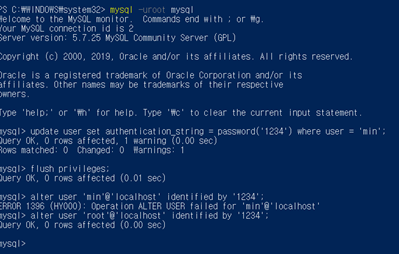 PS C:₩WINDOWS₩system32> mysql -uroot mysql
Welcome to the MySQL monitor.  Commands end with ; or ₩g.
Your MySQL connection id is 2
Server version: 5.7.25 MySQL Community Server (GPL)
Copyright (c) 2000, 2019, Oracle and/or its affiliates. All rights reserved.
Oracle is a registered trademark of Oracle Corporation and/or its
affiliates. Other names may be trademarks of their respective
owners.
Type 'help;' or '₩h' for help. Type '₩c' to clear the current input statement.
mysql> update user set authentication_string = password('1234') where user = 'min';
Query OK, 0 rows affected, 1 warning (0.00 sec)
Rows matched: 0  Changed: 0  Warnings: 1
mysql> flush privileges;
Query OK, 0 rows affected (0.01 sec)
mysql> alter user 'min'@'localhost' identified by '1234';
ERROR 1396 (HY000): Operation ALTER USER failed for 'min'@'localhost'
mysql> alter user 'root'@'localhost' identified by '1234';
Query OK, 0 rows affected (0.00 sec)
mysql>